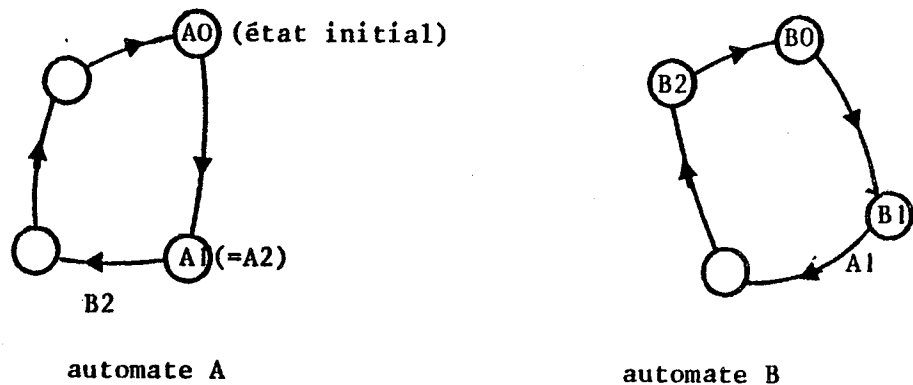 A0 (état initial)
B0
B2
B1
A1(=A2)
A1
B2
automate A
automate B